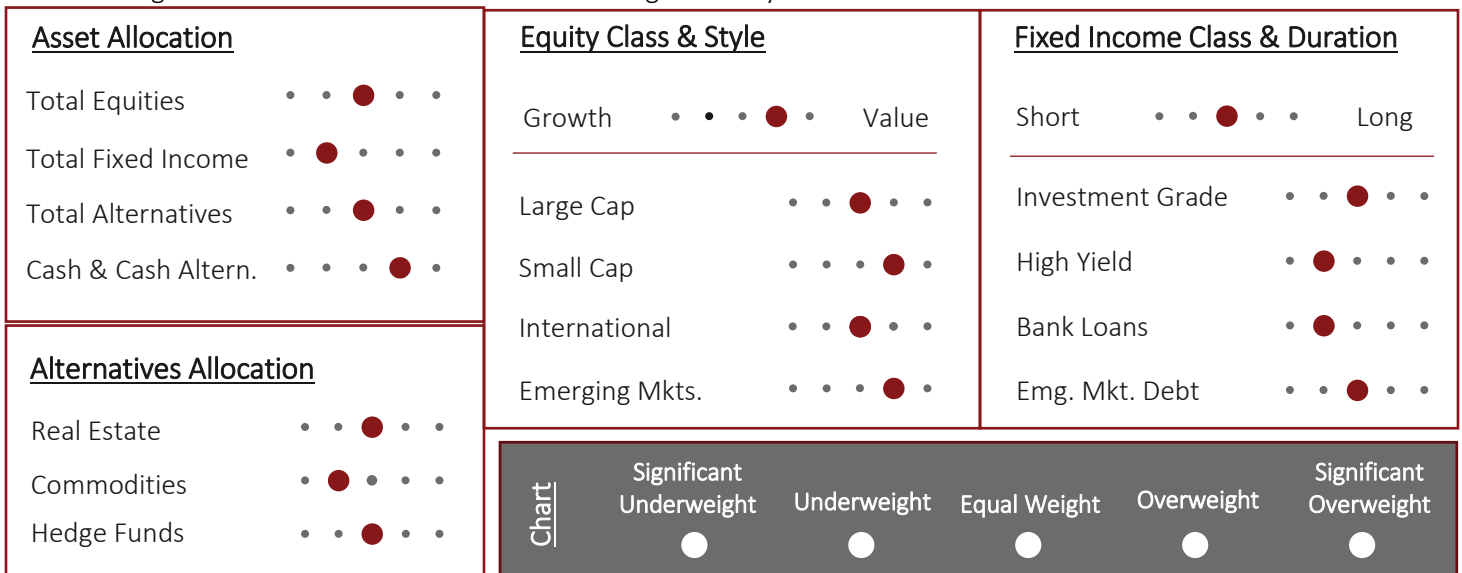 Asset Allocation
Total Equities
Total Fixed Income
Total Alternatives
Cash & Cash Altern.
Alternatives Allocation
Real Estate
Commodities
Hedge Funds
Equity Class & Style
Growth Value
Large Cap
Small Cap
International
Emerging Mkts.
Fixed Income Class & Duration
Short Long
Investment Grade
High Yield
Bank Loans
Emg. Mkt. Debt
Chart
Significant
Underweight
Underweight
Equal Weight
Overweight
Significant
Overweight